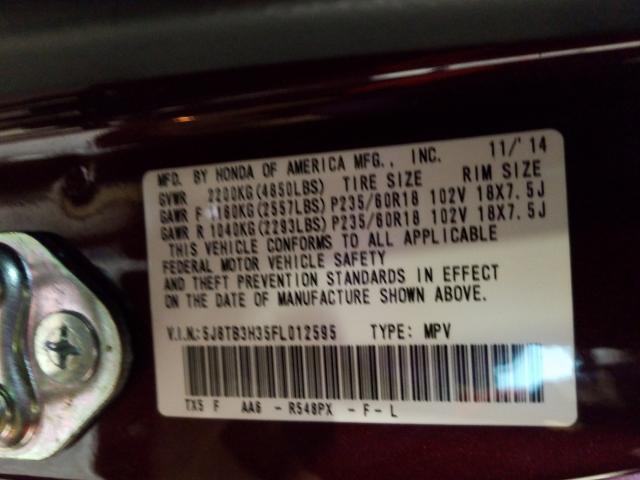 MFD. BY HONDA OF AMERICA MFG., INC. 11/'14
GVWR 2200KG(4850LBS) TIRE SIZE RIM SIZE
GAWR F 1160KG(2557LBS) P235/60R18 102V 18X7.5J
GAWR R 1040KG(2293LBS) P235/60R18 102V 18X7.5J
THIS VEHICLE CONFORMS TO ALL APPLICABLE
FEDERAL MOTOR VEHICLE SAFETY
AND THEFT PREVENTION STANDARDS IN EFFECT
ON THE DATE OF MANUFACTURE SHOWN ABOVE.
V.I.N.:5J8TB3H35FL012595 TYPE: MPV
TX5 F AA6 - R548PX - F - L